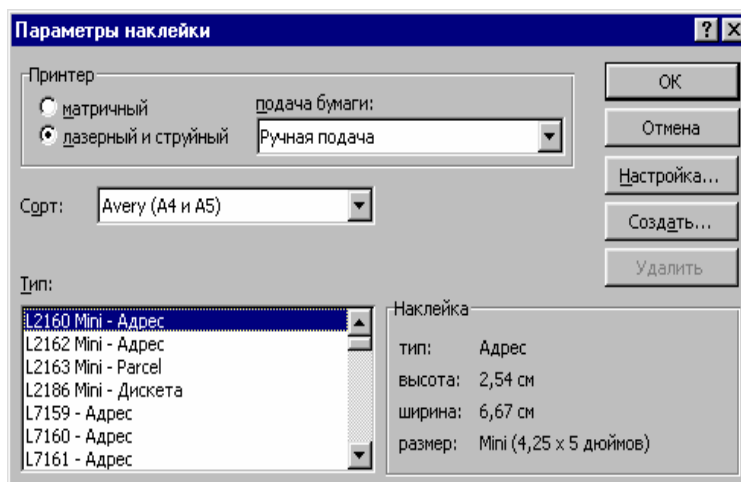 Параметры наклейки
Принтер
матричный
лазерный и струйный
подача бумаги:
Ручная подача
Сорт:
Avery (A4 и A5)
Тип:
L2160 Mini - Адрес
L2162 Mini - Адрес
L2163 Mini - Parcel
L2186 Mini - Дискета
L7159 - Адрес
L7160 - Адрес
L7161 - Адрес
Наклейка
тип: Адрес
высота: 2,54 см
ширина: 6,67 см
размер: Mini (4,25 x 5 дюймов)
ОК
Отмена
Настройка...
Создать...
Удалить